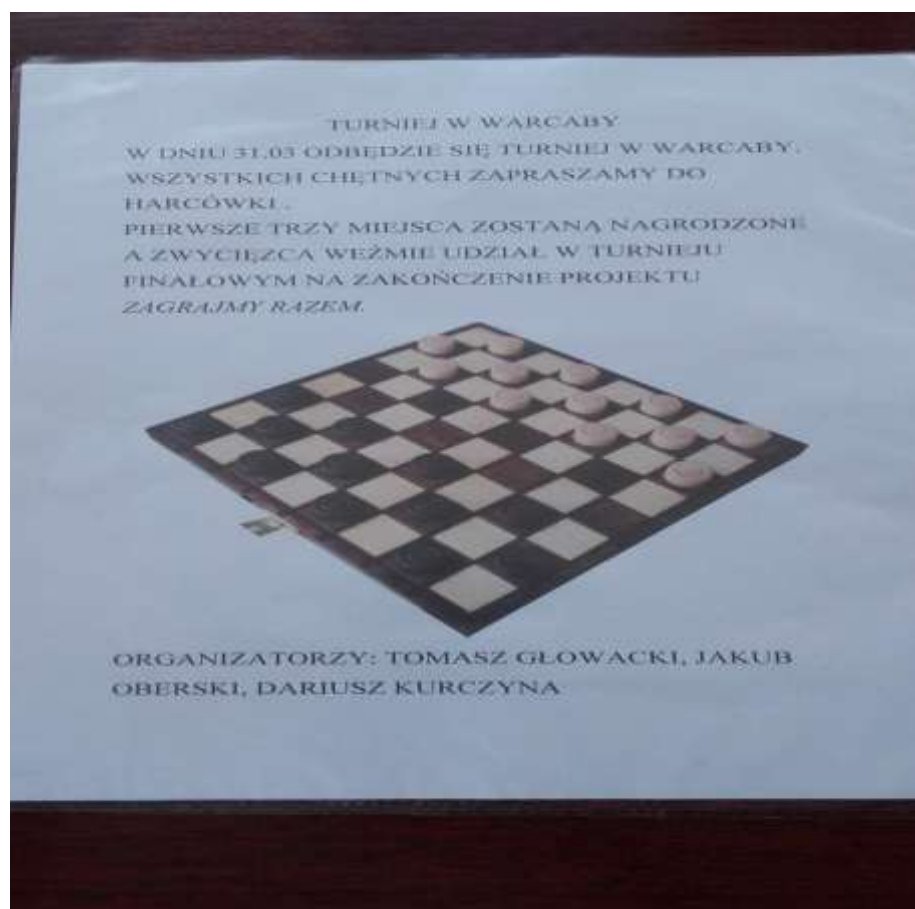 TURNIEJ W WARCABY
W DNIU 31.03 ODBĘDZIE SIĘ TURNIEJ W WARCABY.
WSZYSTKICH CHĘTNYCH ZAPRASZAMY DO
HARCÓWKI .
PIERWSZE TRZY MIEJSCA ZOSTANĄ NAGRODZONE
A ZWYCIĘZCA WEŹMIE UDZIAŁ W TURNIEJU
FINAŁOWYM NA ZAKOŃCZENIE PROJEKTU
ZAGRAJMY RAZEM.
ORGANIZATORZY: TOMASZ GŁOWACKI, JAKUB
OBERSKI, DARIUSZ KURCZYNA